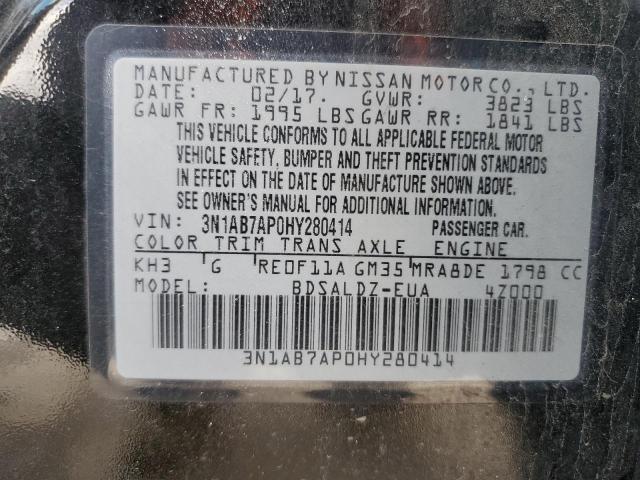 MANUFACTURED BY NISSAN MOTOR CO., LTD.
DATE: 02/17. GVWR: 3823 LBS
GAWR FR: 1995 LBS GAWR RR: 1841 LBS
THIS VEHICLE CONFORMS TO ALL APPLICABLE FEDERAL MOTOR
VEHICLE SAFETY, BUMPER AND THEFT PREVENTION STANDARDS
IN EFFECT ON THE DATE OF MANUFACTURE SHOWN ABOVE.
SEE OWNER'S MANUAL FOR ADDITIONAL INFORMATION.
VIN: 3N1AB7AP0HY280414 PASSENGER CAR.
COLOR TRIM TRANS AXLE ENGINE
KH3 G RE0F11A GM35 MRA8DE 1798 CC
MODEL: BDSALDZ-EUA 4Z000
3N1AB7AP0HY280414